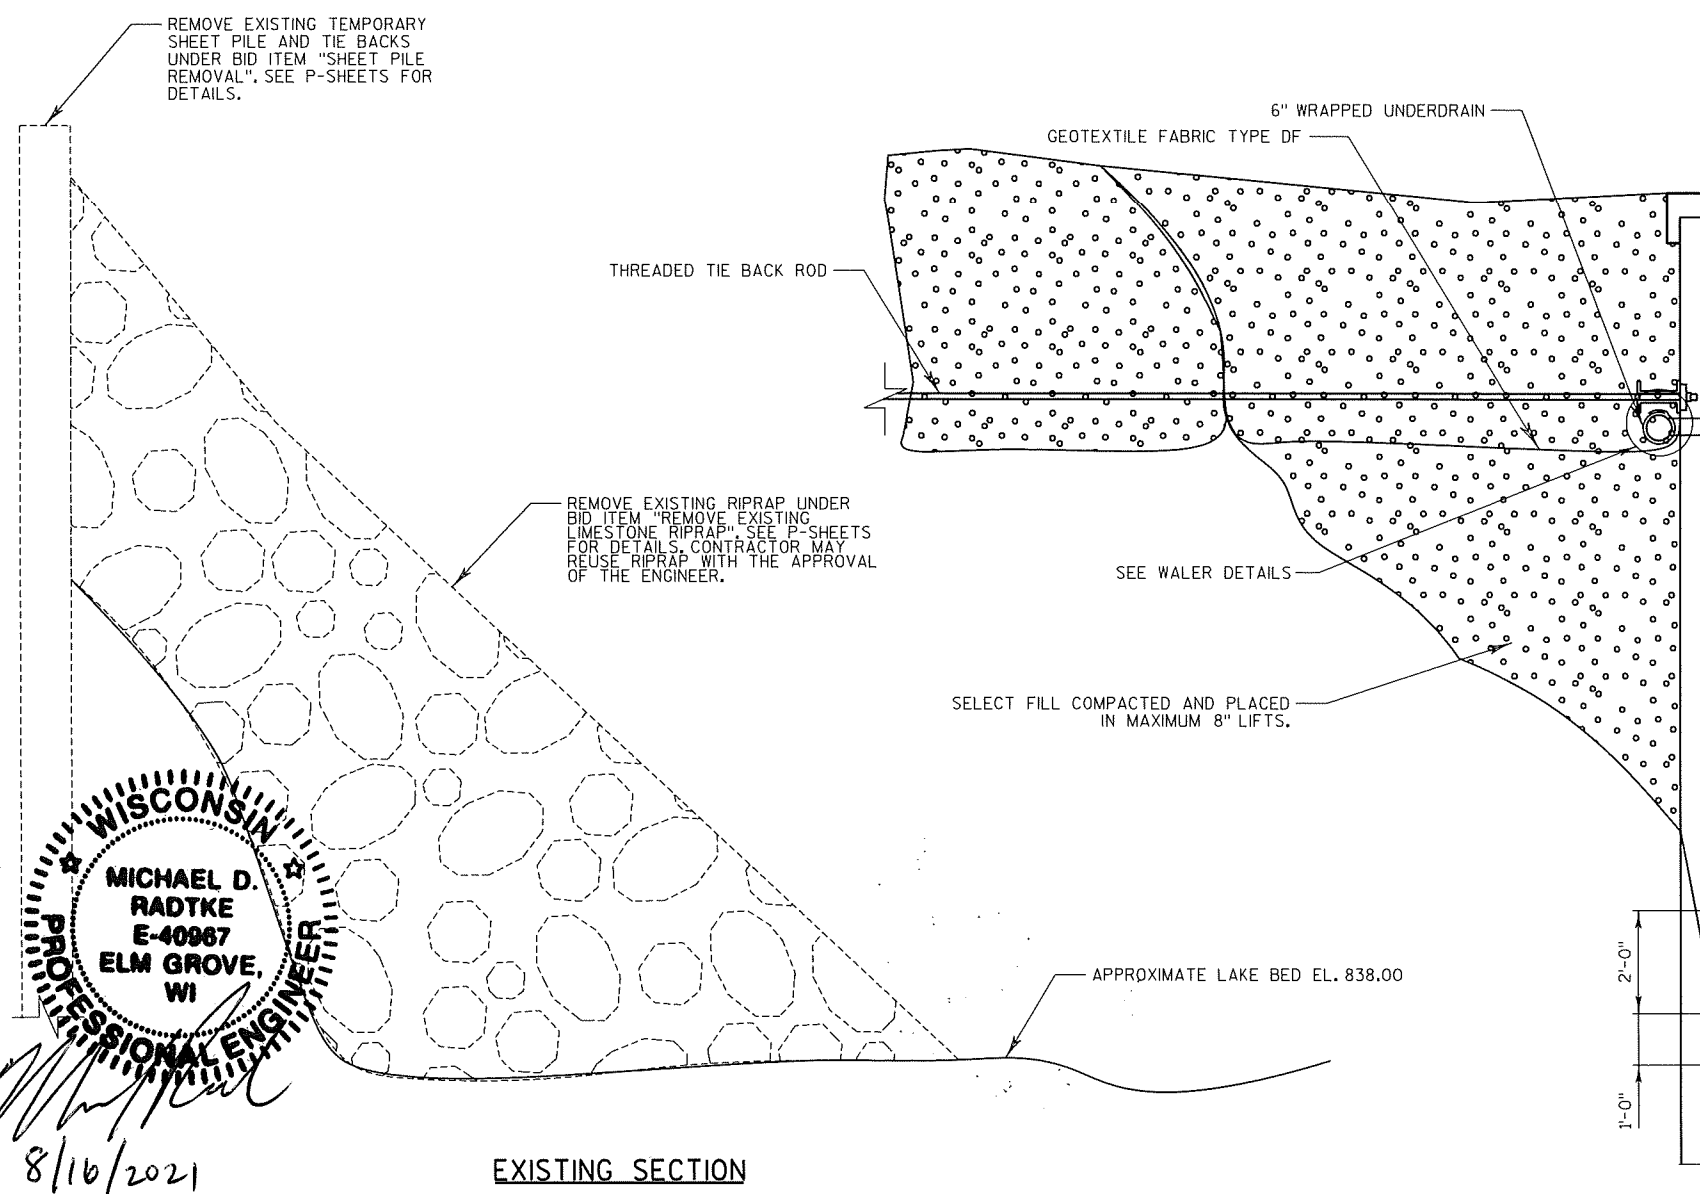 REMOVE EXISTING TEMPORARY
SHEET PILE AND TIE BACKS
UNDER BID ITEM "SHEET PILE
REMOVAL". SEE P-SHEETS FOR
DETAILS.
6" WRAPPED UNDERDRAIN
GEOTEXTILE FABRIC TYPE DF
THREADED TIE BACK ROD
REMOVE EXISTING RIPRAP UNDER
BID ITEM "REMOVE EXISTING
LIMESTONE RIPRAP". SEE P-SHEETS
FOR DETAILS. CONTRACTOR MAY
REUSE RIPRAP WITH THE APPROVAL
OF THE ENGINEER.
SEE WALER DETAILS
SELECT FILL COMPACTED AND PLACED
IN MAXIMUM 8" LIFTS.
WISCONSIN
MICHAEL D.
RADTKE
E-40967
ELM GROVE,
WI
PROFESSIONAL ENGINEER
APPROXIMATE LAKE BED EL. 838.00
2'-0"
1'-0"
8/16/2021
EXISTING SECTION